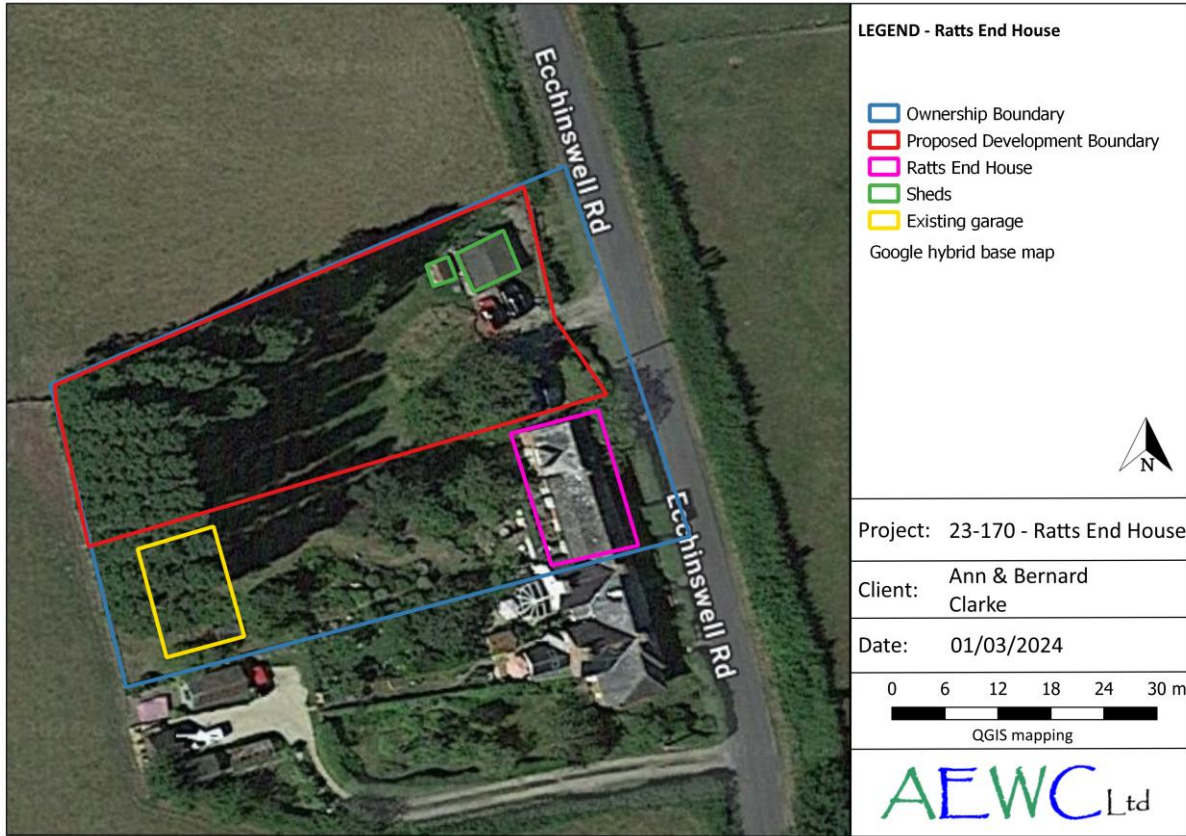 Ecchinswell Rd
Ecchinswell Rd
LEGEND - Ratts End House
Ownership Boundary
Proposed Development Boundary
Ratts End House
Sheds
Existing garage
Google hybrid base map
N
Project: 23-170 - Ratts End House
Client: Ann & Bernard
Clarke
Date: 01/03/2024
0 6 12 18 24 30 m
QGIS mapping
AEWC Ltd